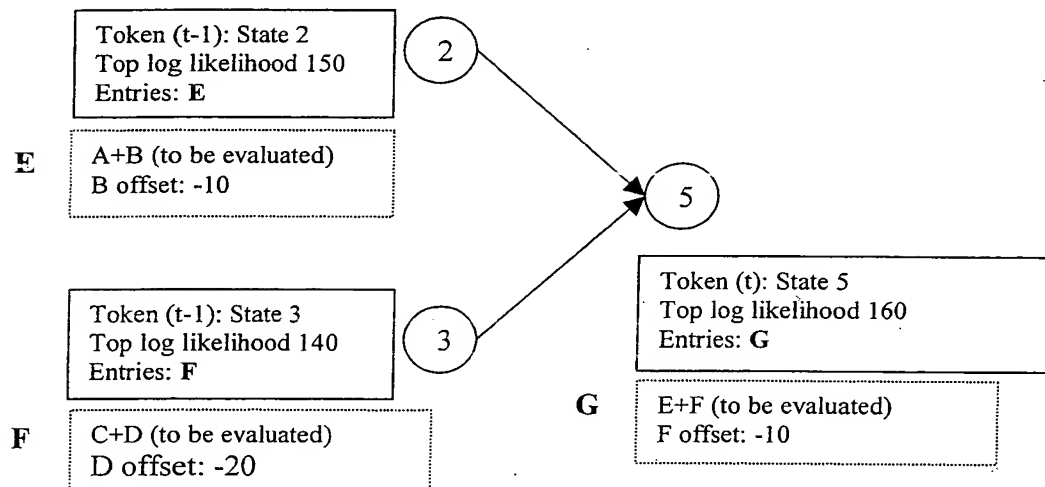 Token (t-1): State 2
Top log likelihood 150
Entries: E
2
E
A+B (to be evaluated)
B offset: -10
5
Token (t-1): State 3
Top log likelihood 140
Entries: F
3
Token (t): State 5
Top log likelihood 160
Entries: G
F
C+D (to be evaluated)
D offset: -20
G
E+F (to be evaluated)
F offset: -10